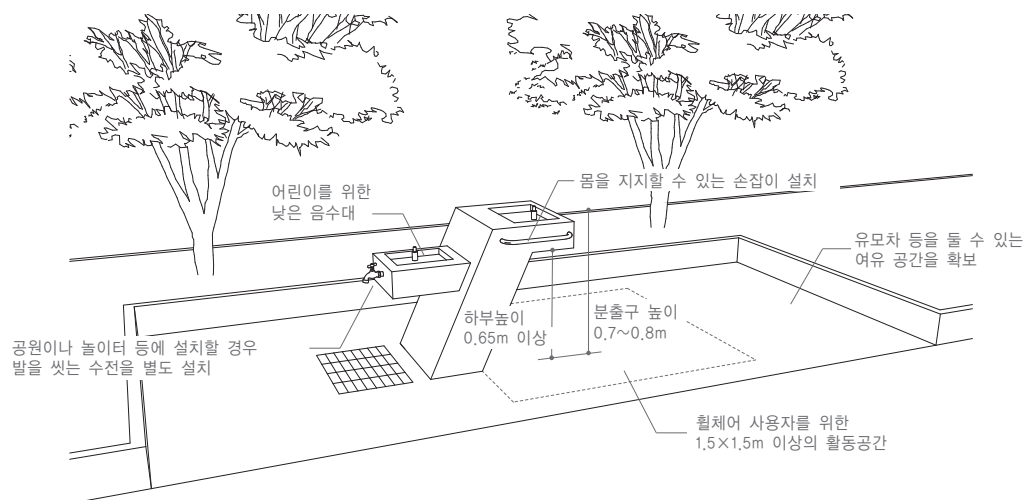 어린이를 위한
낮은 음수대
몸을 지지할 수 있는 손잡이 설치
유모차 등을 둘 수 있는
여유 공간을 확보
하부높이
0.65m 이상
분출구 높이
0.7~0.8m
공원이나 놀이터 등에 설치할 경우
발을 씻는 수전을 별도 설치
휠체어 사용자를 위한
1.5×1.5m 이상의 활동공간